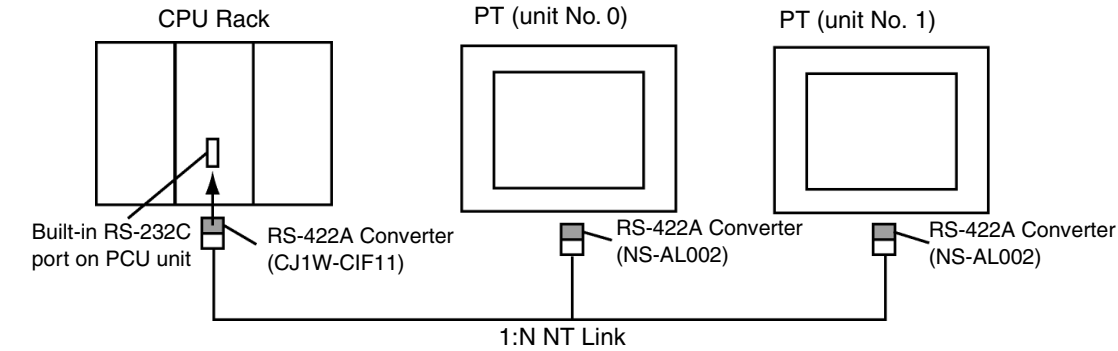 CPU Rack
PT (unit No. 0)
PT (unit No. 1)
Built-in RS-232C
port on PCU unit
RS-422A Converter
(CJ1W-CIF11)
RS-422A Converter
(NS-AL002)
RS-422A Converter
(NS-AL002)
1:N NT Link